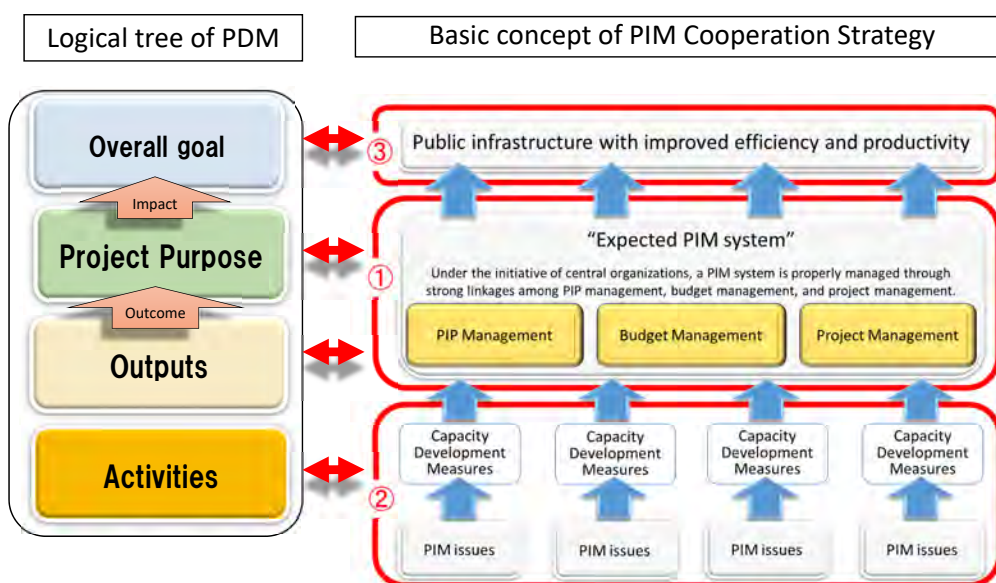 Logical tree of PDM
Basic concept of PIM Cooperation Strategy
Overall goal
Impact
Project Purpose
Outcome
Outputs
Activities
③
Public infrastructure with improved efficiency and productivity
①
“Expected PIM system”
Under the initiative of central organizations, a PIM system is properly managed through
strong linkages among PIP management, budget management, and project management.
PIP Management
Budget Management
Project Management
②
Capacity
Development
Measures
Capacity
Development
Measures
Capacity
Development
Measures
Capacity
Development
Measures
PIM issues
PIM issues
PIM issues
PIM issues